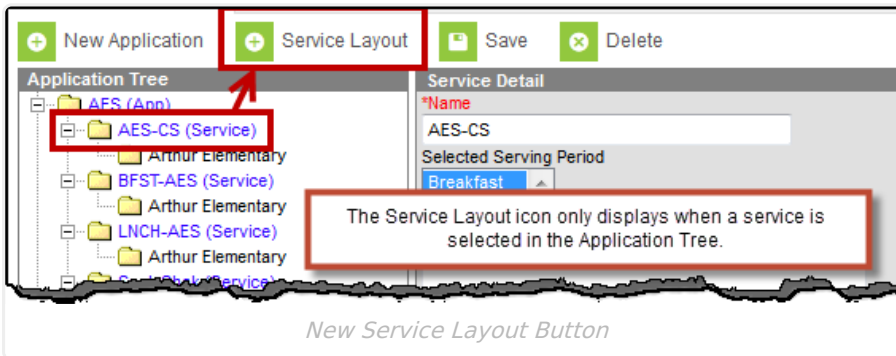 New Application Service Layout Save Delete
Application Tree Service Detail
AES (App) *Name
AES-CS (Service) AES-CS
Arthur Elementary Selected Serving Period
BFST-AES (Service) Breakfast
Arthur Elementary
LNCH-AES (Service)
Arthur Elementary
(Service)
The Service Layout icon only displays when a service is
selected in the Application Tree.
New Service Layout Button